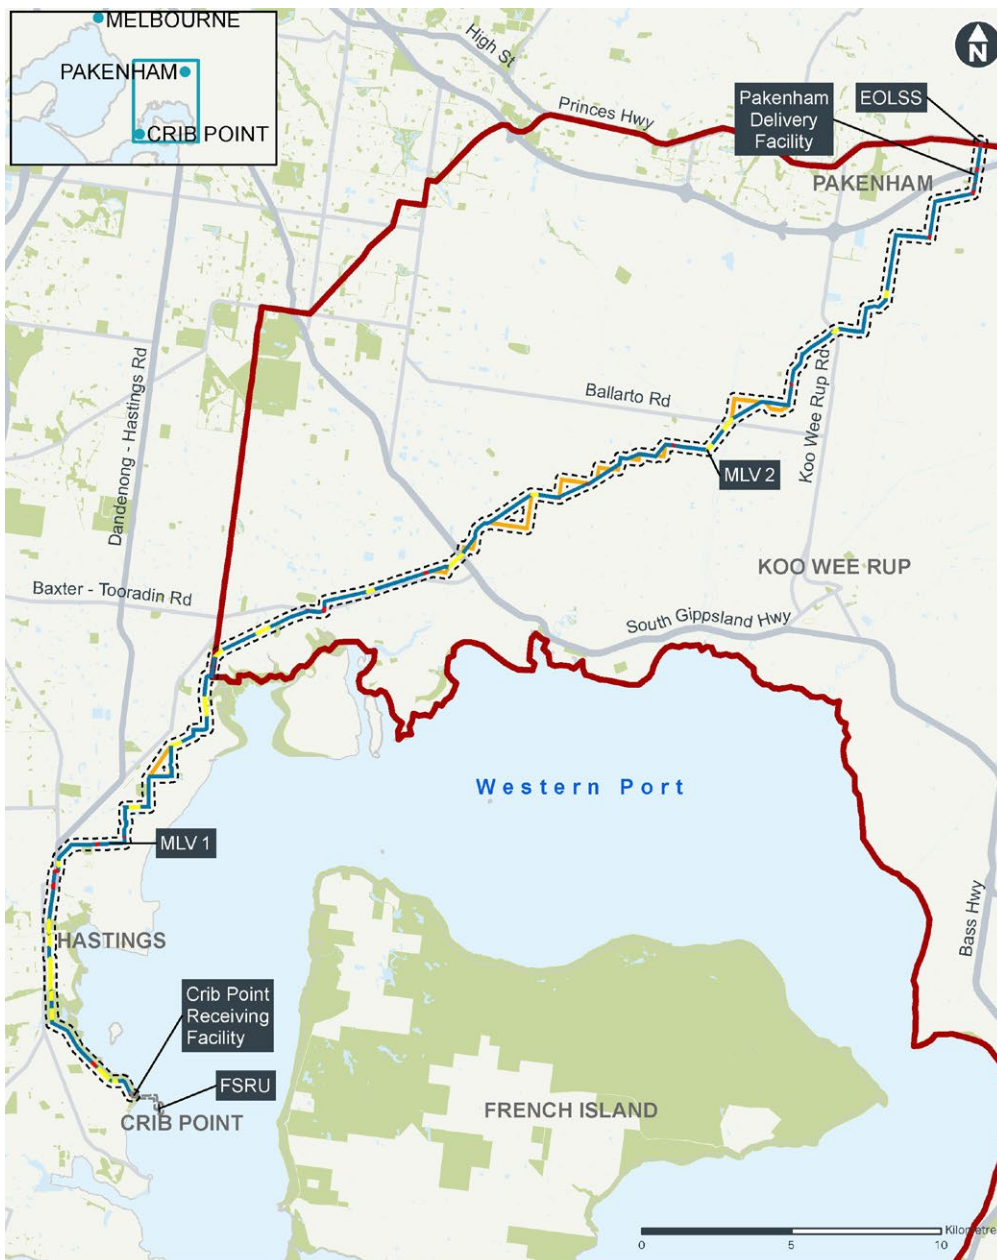 MELBOURNE
PAKENHAM
CRIB POINT
N
High St
Princes Hwy
Pakenham
Delivery
Facility
EOLSS
PAKENHAM
Dandenong - Hastings Rd
Ballarto Rd
Koo Wee Rup Rd
MLV 2
KOO WEE RUP
Baxter - Tooradin Rd
South Gippsland Hwy
Western Port
MLV 1
Bass Hwy
HASTINGS
Crib Point
Receiving
Facility
FSRU
CRIB POINT
FRENCH ISLAND
Kilometre
0 5 10